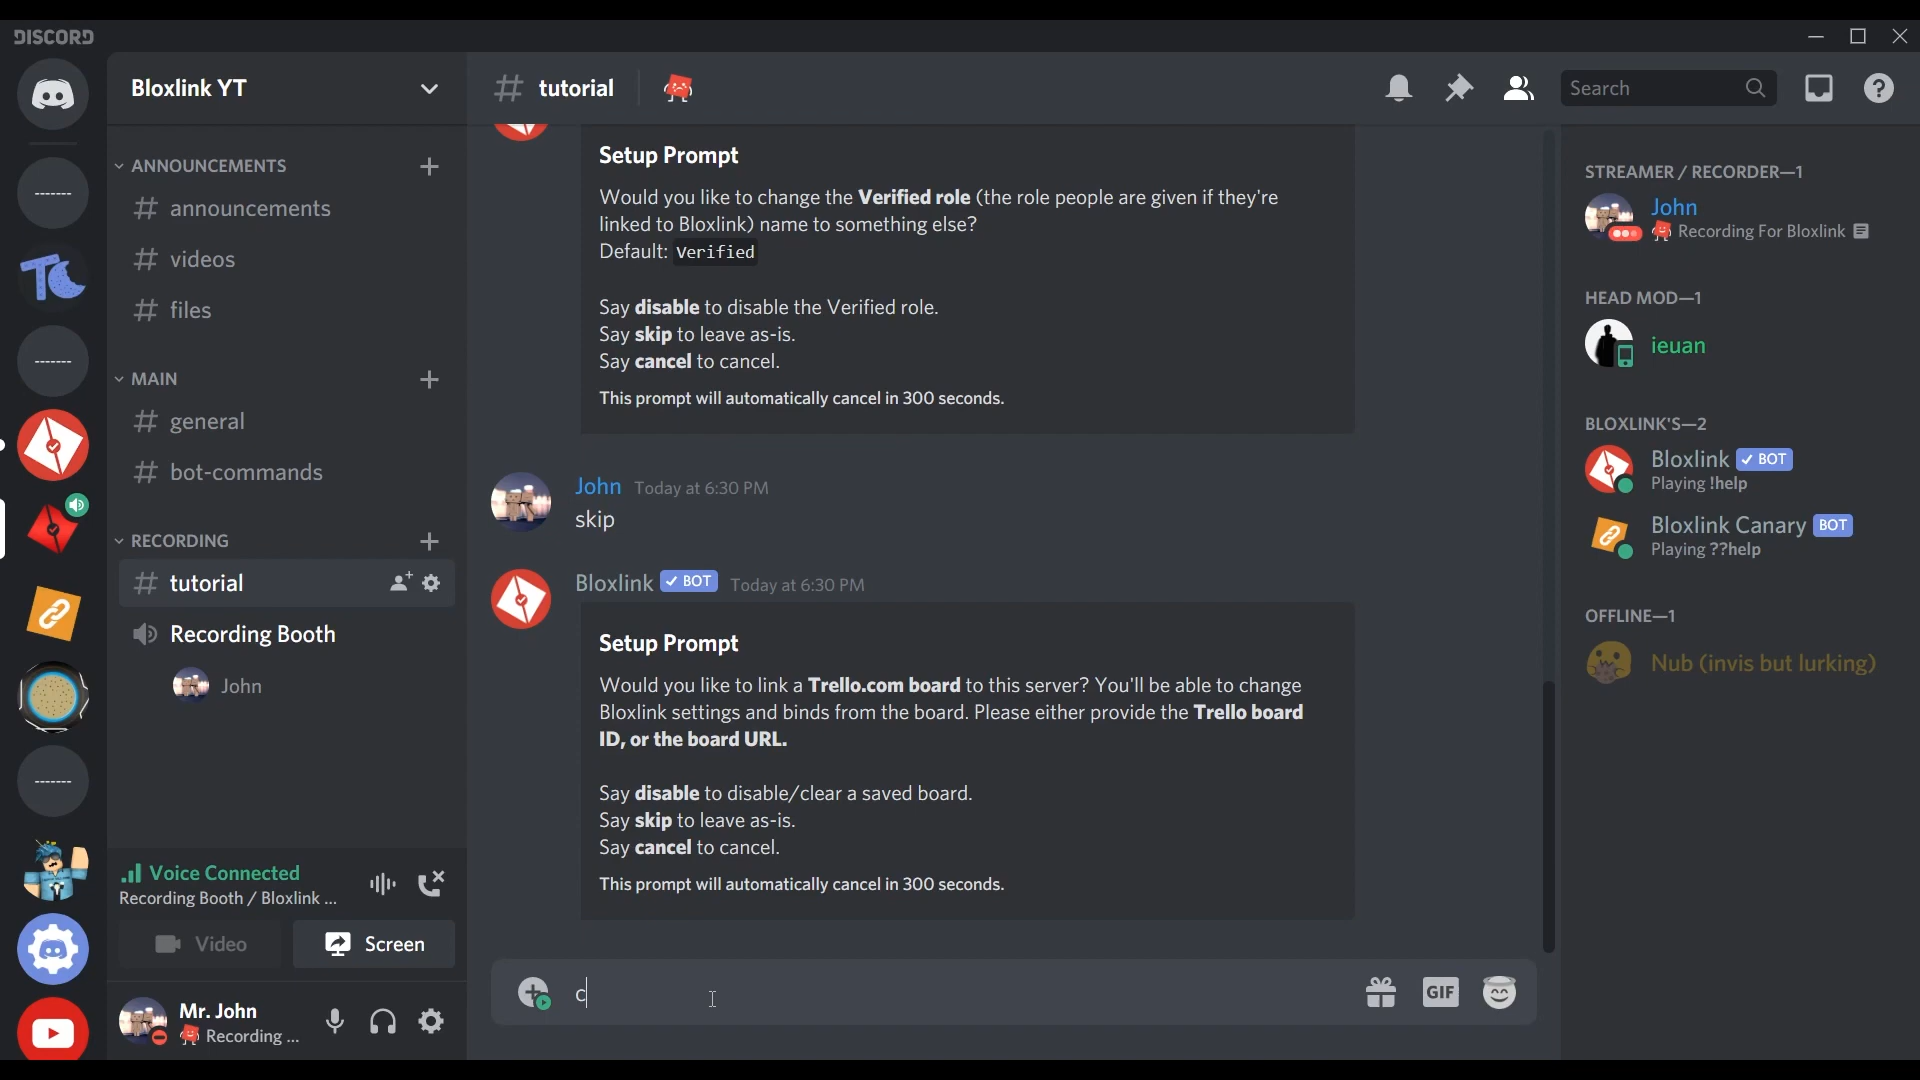 DISCORD
Bloxlink YT
ANNOUNCEMENTS
# announcements
# videos
# files
MAIN
# general
# bot-commands
RECORDING
# tutorial
Recording Booth
John
Voice Connected
Recording Booth / Bloxlink ...
Video
Screen
Mr. John
Recording ...
-------
TC
-------
-------
# tutorial
Search
Setup Prompt
Would you like to change the Verified role (the role people are given if they're
linked to Bloxlink) name to something else?
Default: Verified
Say disable to disable the Verified role.
Say skip to leave as-is.
Say cancel to cancel.
This prompt will automatically cancel in 300 seconds.
John Today at 6:30 PM
skip
Bloxlink ✓ BOT Today at 6:30 PM
Setup Prompt
Would you like to link a Trello.com board to this server? You'll be able to change
Bloxlink settings and binds from the board. Please either provide the Trello board
ID, or the board URL.
Say disable to disable/clear a saved board.
Say skip to leave as-is.
Say cancel to cancel.
This prompt will automatically cancel in 300 seconds.
c
GIF
STREAMER / RECORDER—1
John
Recording For Bloxlink
HEAD MOD—1
ieuan
BLOXLINK'S—2
Bloxlink ✓ BOT
Playing !help
Bloxlink Canary BOT
Playing ??help
OFFLINE—1
Nub (invis but lurking)